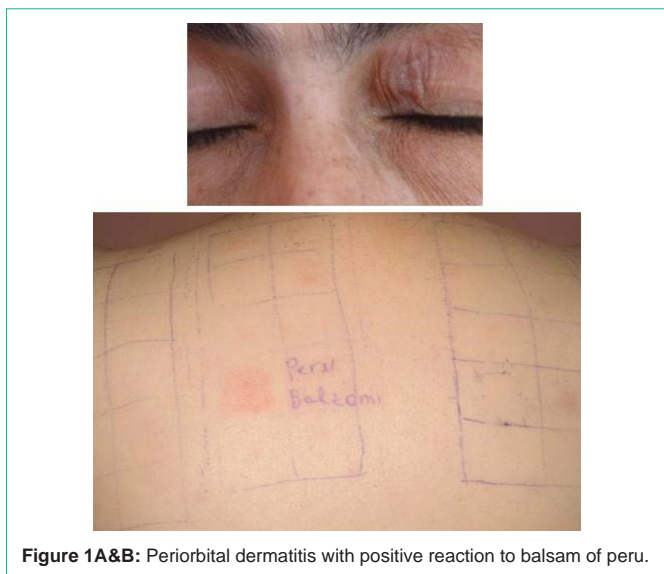 Peru
Balzamı
Figure 1A&B: Periorbital dermatitis with positive reaction to balsam of peru.